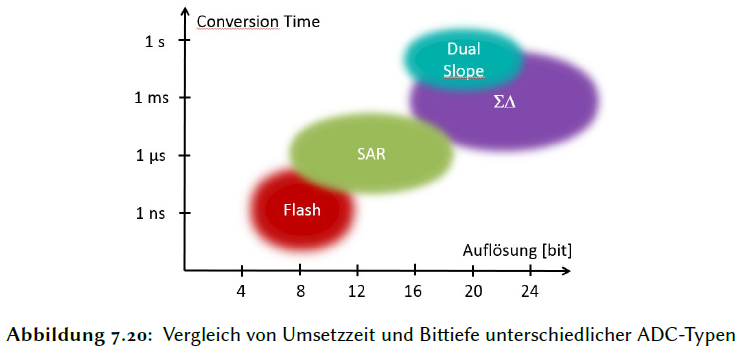 Conversion Time
1 s
Dual
Slope
1 ms
ΣΔ
SAR
1 µs
Flash
1 ns
Auflösung [bit]
4 8 12 16 20 24
Abbildung 7.20: Vergleich von Umsetzzeit und Bittiefe unterschiedlicher ADC-Typen